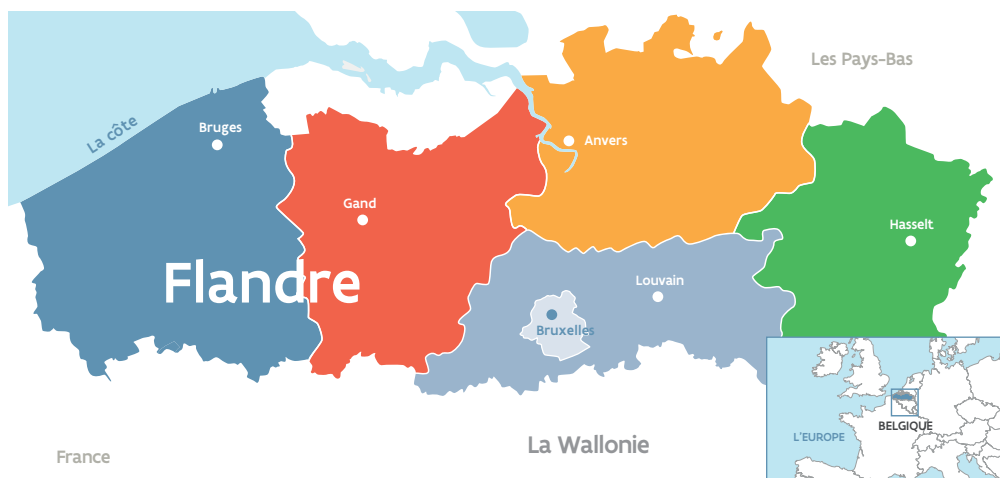 Les Pays-Bas
La côte
Bruges
Anvers
Gand
Hasselt
Flandre
Louvain
Bruxelles
L'EUROPE
BELGIQUE
La Wallonie
France